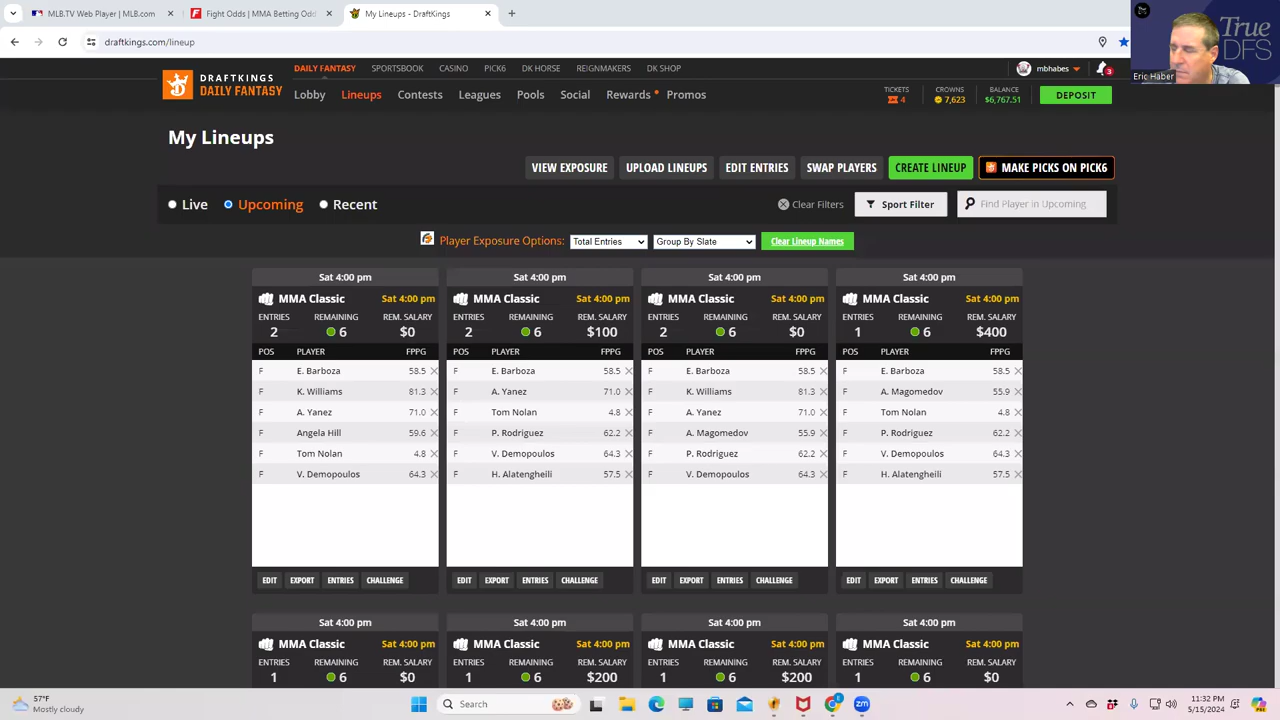 MLB.TV Web Player | MLB.com
Fight Odds | MMA Betting Odd
My Lineups - DraftKings
draftkings.com/lineup
True
DFS
Eric Haber
DRAFTKINGS
DAILY FANTASY
DAILY FANTASY SPORTSBOOK CASINO PICK6 DK HORSE REIGNMAKERS DK SHOP
mbhabes
3
Lobby Lineups Contests Leagues Pools Social Rewards Promos
TICKETS
4
CROWNS
7,623
BALANCE
$6,767.51
DEPOSIT
My Lineups
VIEW EXPOSURE UPLOAD LINEUPS EDIT ENTRIES SWAP PLAYERS CREATE LINEUP MAKE PICKS ON PICK6
Live Upcoming Recent
Clear Filters Sport Filter Find Player in Upcoming
Player Exposure Options: Total Entries Group By Slate Clear Lineup Names
Sat 4:00 pm
MMA Classic Sat 4:00 pm
ENTRIES REMAINING REM. SALARY
2 6 $0
POS PLAYER FPPG
F E. Barboza 58.5
F K. Williams 81.3
F A. Yanez 71.0
F Angela Hill 59.6
F Tom Nolan 4.8
F V. Demopoulos 64.3
EDIT EXPORT ENTRIES CHALLENGE
Sat 4:00 pm
MMA Classic Sat 4:00 pm
ENTRIES REMAINING REM. SALARY
2 6 $100
POS PLAYER FPPG
F E. Barboza 58.5
F A. Yanez 71.0
F Tom Nolan 4.8
F P. Rodriguez 62.2
F V. Demopoulos 64.3
F H. Alatengheili 57.5
EDIT EXPORT ENTRIES CHALLENGE
Sat 4:00 pm
MMA Classic Sat 4:00 pm
ENTRIES REMAINING REM. SALARY
2 6 $0
POS PLAYER FPPG
F E. Barboza 58.5
F K. Williams 81.3
F A. Yanez 71.0
F A. Magomedov 55.9
F P. Rodriguez 62.2
F V. Demopoulos 64.3
EDIT EXPORT ENTRIES CHALLENGE
Sat 4:00 pm
MMA Classic Sat 4:00 pm
ENTRIES REMAINING REM. SALARY
1 6 $400
POS PLAYER FPPG
F E. Barboza 58.5
F A. Magomedov 55.9
F Tom Nolan 4.8
F P. Rodriguez 62.2
F V. Demopoulos 64.3
F H. Alatengheili 57.5
EDIT EXPORT ENTRIES CHALLENGE
Sat 4:00 pm
MMA Classic Sat 4:00 pm
ENTRIES REMAINING REM. SALARY
1 6 $0
Sat 4:00 pm
MMA Classic Sat 4:00 pm
ENTRIES REMAINING REM. SALARY
1 6 $200
Sat 4:00 pm
MMA Classic Sat 4:00 pm
ENTRIES REMAINING REM. SALARY
1 6 $200
Sat 4:00 pm
MMA Classic Sat 4:00 pm
ENTRIES REMAINING REM. SALARY
1 6 $0
57°F
Mostly cloudy
Search
zm
11:32 PM
5/15/2024